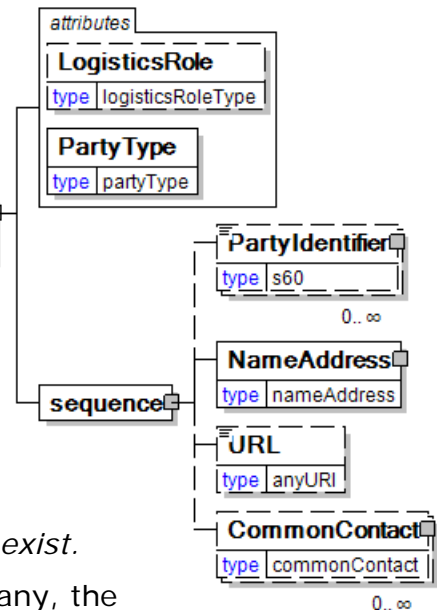 attributes
LogisticsRole
type logisticsRoleType
PartyType
type partyType
PartyIdentifier
type s60
0.. ∞
NameAddress
type nameAddress
sequence
URL
type anyURI
CommonContact
type commonContact
0.. ∞
exist.
any, the